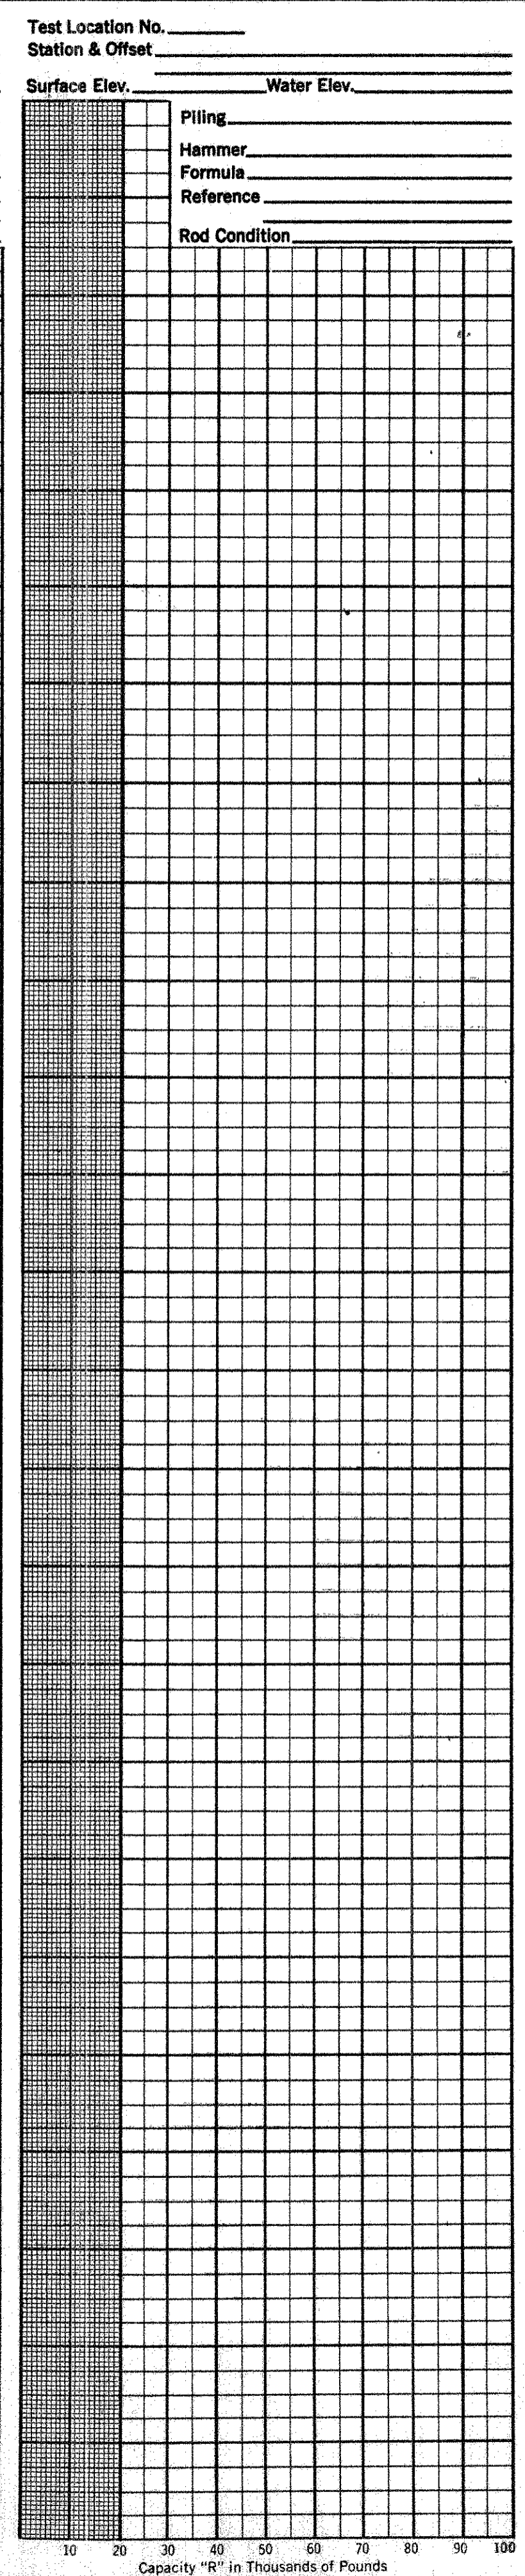 Test Location No.
Station & Offset
Surface Elev. Water Elev.
Piling
Hammer
Formula
Reference
Rod Condition
10 20 30 40 50 60 70 80 90 100
Capacity "R" in Thousands of Pounds